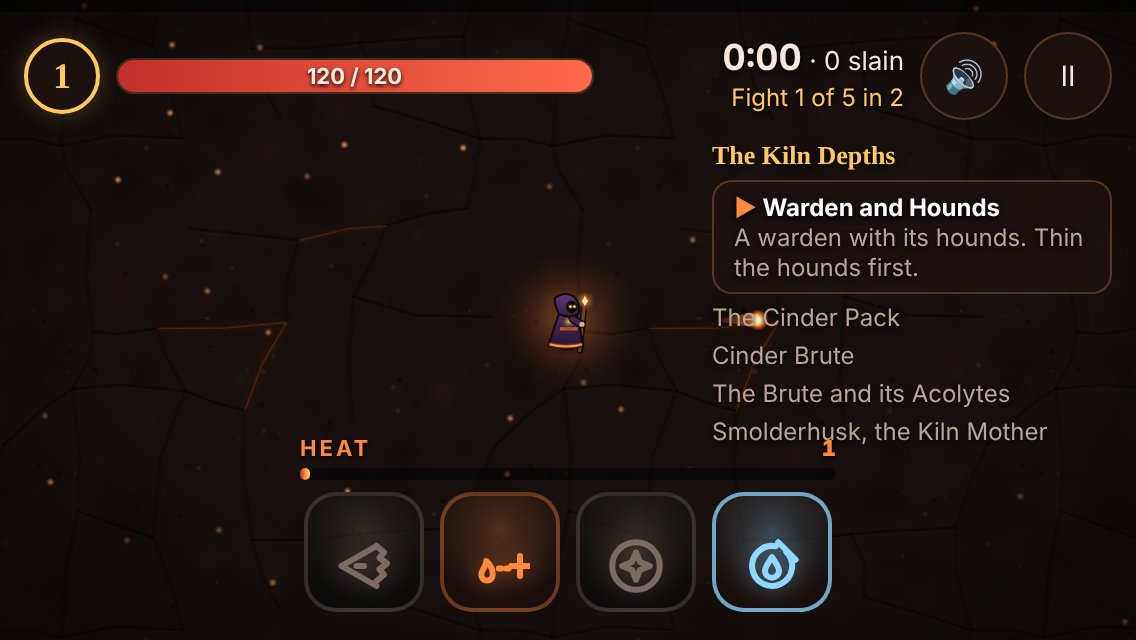 1
120 / 120
0:00 · 0 slain
Fight 1 of 5 in 2
The Kiln Depths
Warden and Hounds
A warden with its hounds. Thin
the hounds first.
The Cinder Pack
Cinder Brute
The Brute and its Acolytes
Smolderhusk, the Kiln Mother
HEAT 1